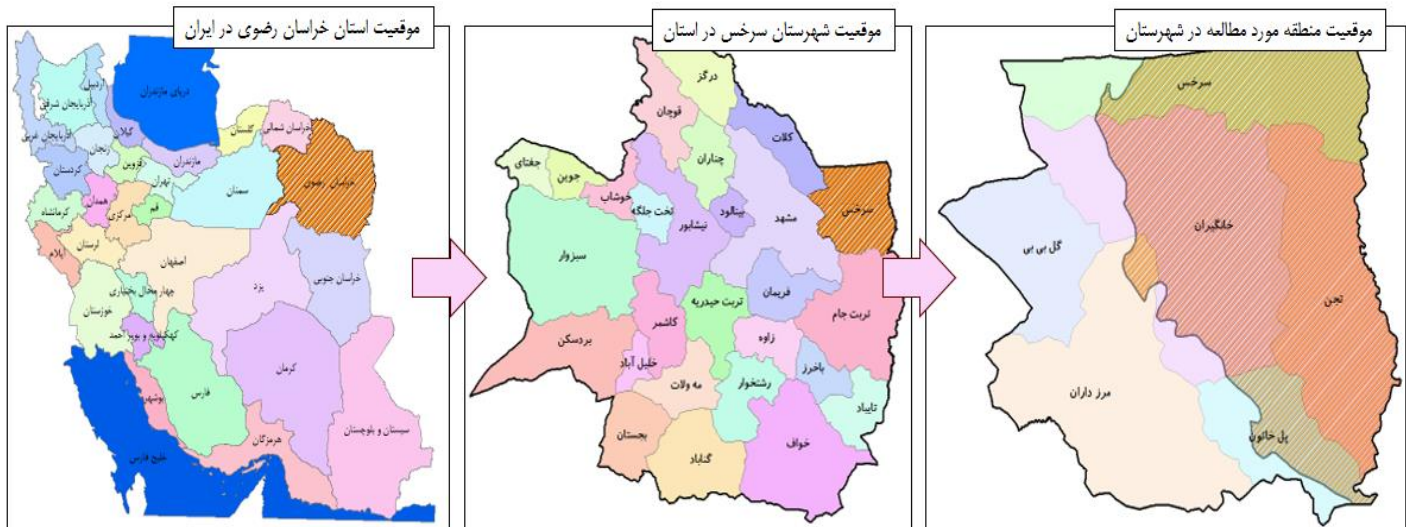 موقعیت استان خراسان رضوی در ایران
دریای مازندران
اردبیل
آذربایجان شرقی
آذربایجان غربی
گیلان
زنجان
کردستان
قزوین
مازندران
گلستان
خراسان شمالی
خراسان رضوی
تهران
سمنان
همدان
مرکزی
قم
کرمانشاه
لرستان
ایلام
اصفهان
یزد
خراسان جنوبی
چهار محال بختیاری
خوزستان
کهکیلویه و بویر احمد
کرمان
فارس
بوشهر
هرمزگان
سیستان و بلوچستان
خلیج فارس
موقعیت شهرستان سرخس در استان
درگز
قوچان
کلات
چناران
جغتای
جوین
خوشاب
تخت جلگه
بینالود
مشهد
سرخس
نیشابور
سبزوار
فریمان
تربت حیدریه
تربت جام
کاشمر
زاوه
بردسکن
خلیل آباد
باخرز
مه ولات
رشتخوار
تایباد
بجستان
خواف
گناباد
موقعیت منطقه مورد مطالعه در شهرستان
سرخس
خانگیران
گل بی بی
تجن
مرز داران
پل خاتون